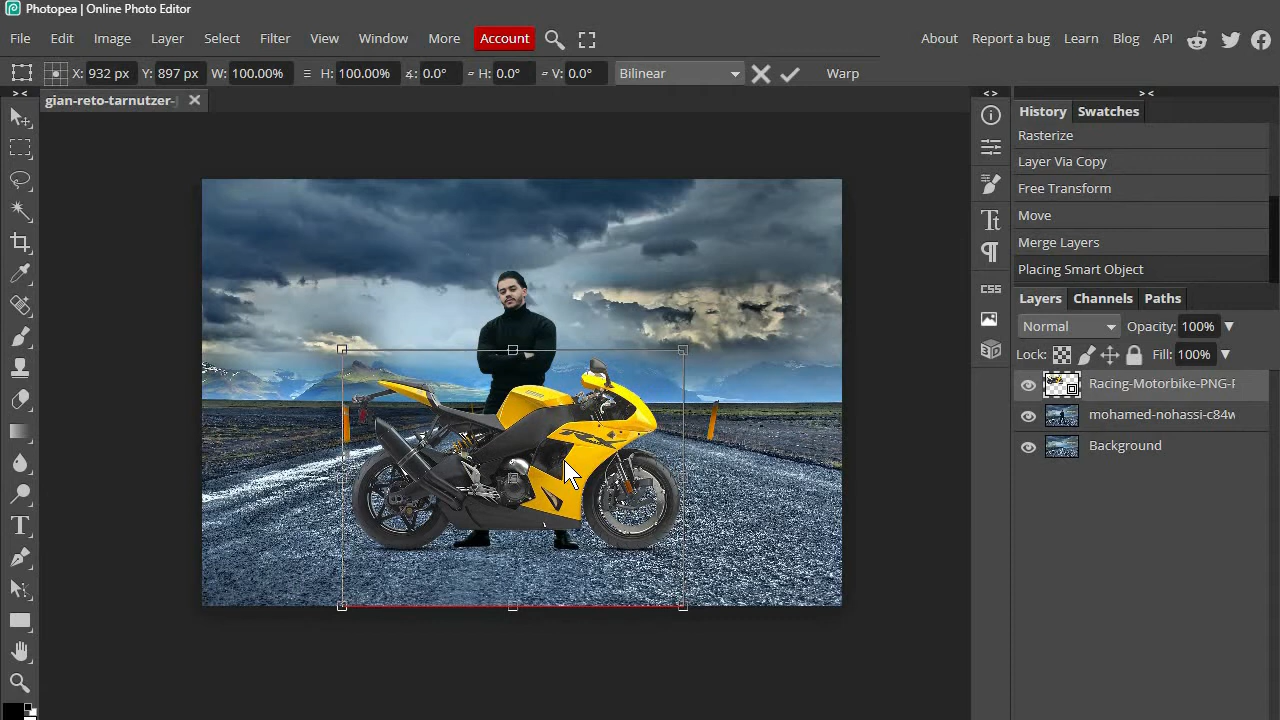 Photopea | Online Photo Editor
File Edit Image Layer Select Filter View Window More Account About Report a bug Learn Blog API
X: 932 px Y: 897 px W: 100.00% H: 100.00% ∡: 0.0° H: 0.0° V: 0.0° Bilinear Warp
gian-reto-tarnutzer-
History Swatches
Rasterize
Layer Via Copy
Free Transform
Move
Merge Layers
Placing Smart Object
Layers Channels Paths
Normal Opacity: 100%
Lock: Fill: 100%
Racing-Motorbike-PNG-F
mohamed-nohassi-c84w
Background
CSS